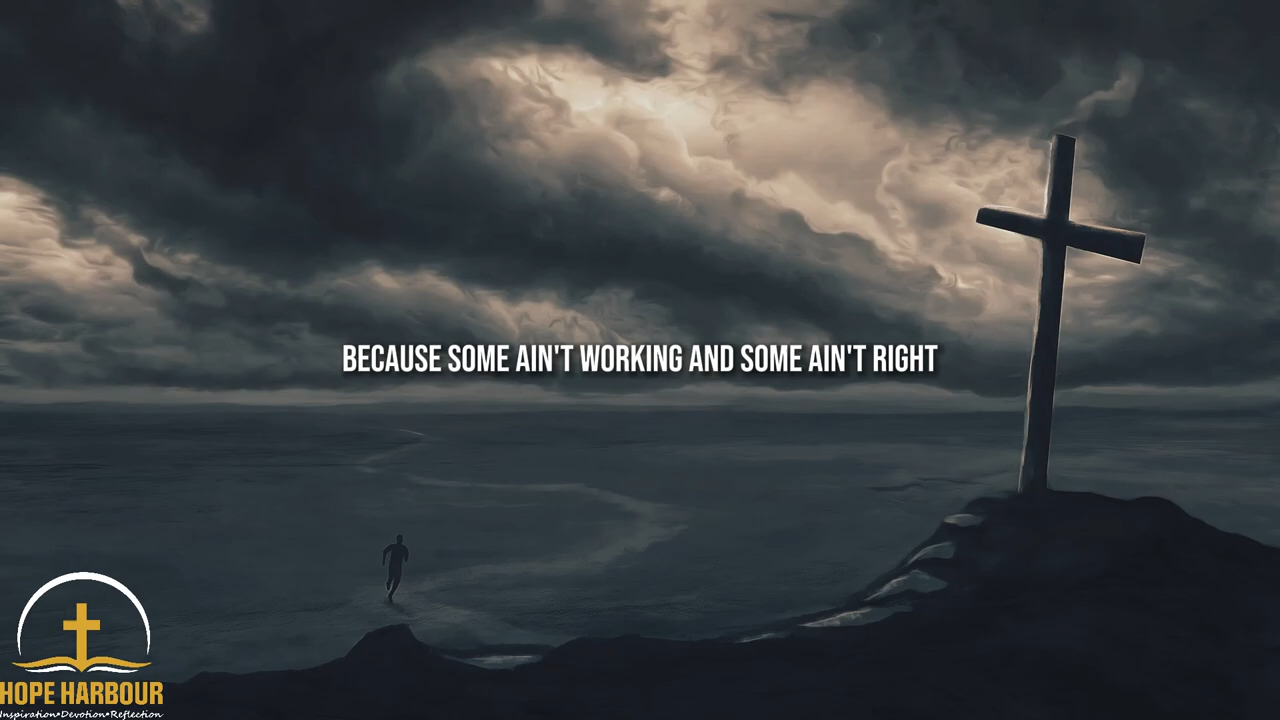 BECAUSE SOME AIN'T WORKING AND SOME AIN'T RIGHT
HOPE HARBOUR
Inspiration•Devotion•Reflection